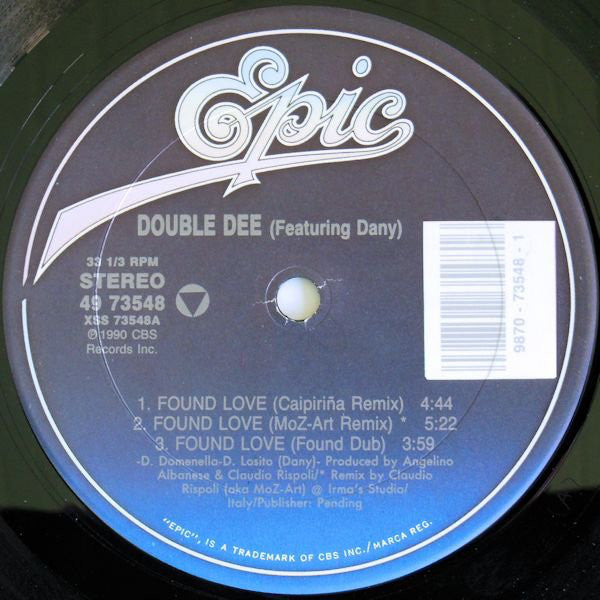 Epic
DOUBLE DEE (Featuring Dany)
33 1/3 RPM
STEREO
49 73548
XSS 73548A
℗ 1990 CBS
Records Inc.
9870 - 73548 - 1
1. FOUND LOVE (Caipiriña Remix) 4:44
2. FOUND LOVE (MoZ-Art Remix) * 5:22
3. FOUND LOVE (Found Dub) 3:59
-D. Domenella-D. Losito (Dany)- Produced by Angelino
Albanese & Claudio Rispoli/* Remix by Claudio
Rispoli (aka MoZ-Art) @ Irma's Studio/
Italy/Publisher: Pending
"EPIC", IS A TRADEMARK OF CBS INC./MARCA REG.